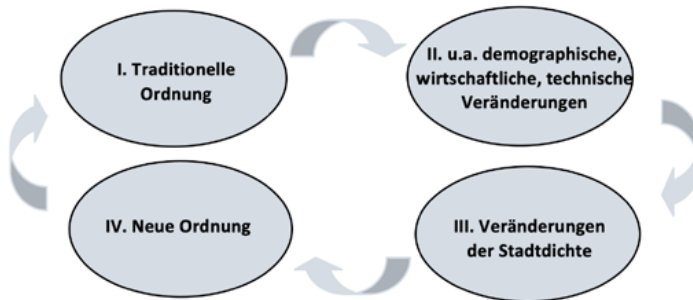 I. Traditionelle
Ordnung
II. u.a. demographische,
wirtschaftliche, technische
Veränderungen
III. Veränderungen
der Stadtdichte
IV. Neue Ordnung